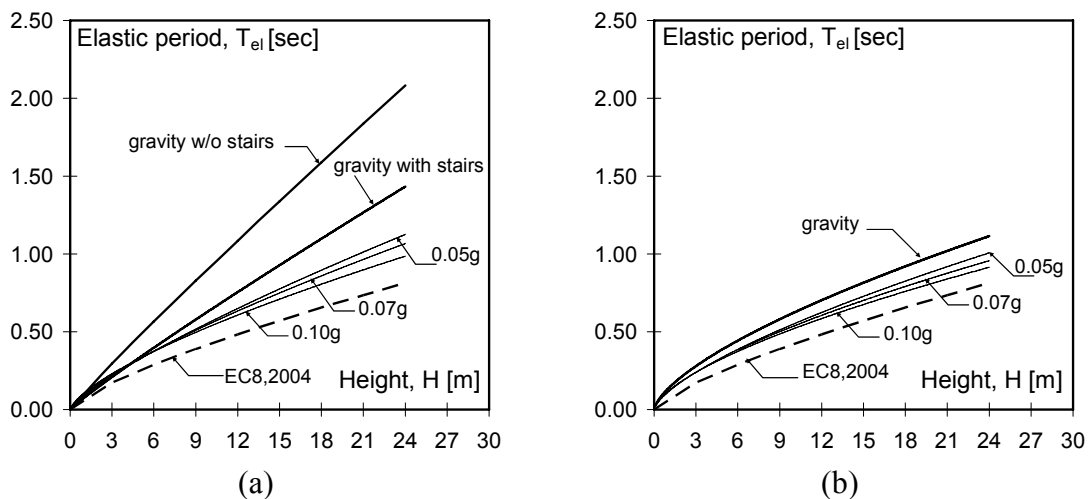 Elastic period, Tel [sec]
2.50
2.00
1.50
1.00
0.50
0.00
gravity w/o stairs
gravity with stairs
0.05g
0.07g
0.10g
EC8,2004
Height, H [m]
0 3 6 9 12 15 18 21 24 27 30
(a)
Elastic period, Tel [sec]
2.50
2.00
1.50
1.00
0.50
0.00
gravity
0.05g
0.07g
0.10g
EC8,2004
Height, H [m]
0 3 6 9 12 15 18 21 24 27 30
(b)